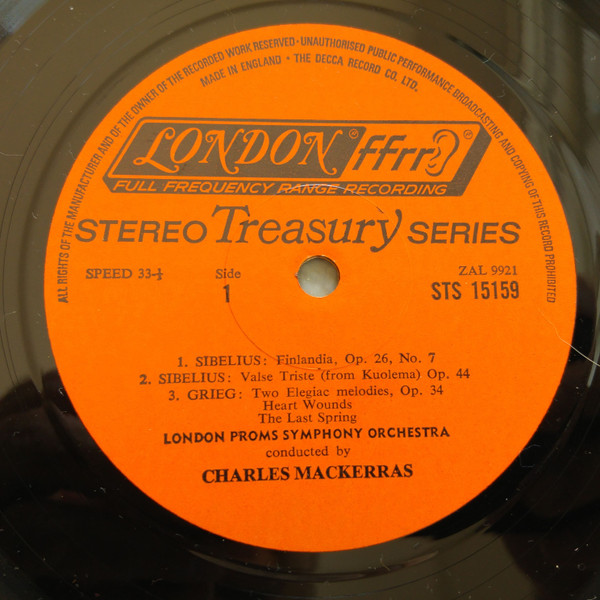 ALL RIGHTS OF THE MANUFACTURER AND OF THE OWNER OF THE RECORDED WORK RESERVED · UNAUTHORISED PUBLIC PERFORMANCE BROADCASTING AND COPYING OF THIS RECORD PROHIBITED
MADE IN ENGLAND · THE DECCA RECORD CO, LTD.
LONDON ® ffrr ®
FULL FREQUENCY RANGE RECORDING
STEREO Treasury SERIES
SPEED 33-⅓ Side ZAL 9921
1 STS 15159
1. SIBELIUS: Finlandia, Op. 26, No. 7
2. SIBELIUS: Valse Triste (from Kuolema) Op. 44
3. GRIEG: Two Elegiac melodies, Op. 34
Heart Wounds
The Last Spring
LONDON PROMS SYMPHONY ORCHESTRA
conducted by
CHARLES MACKERRAS